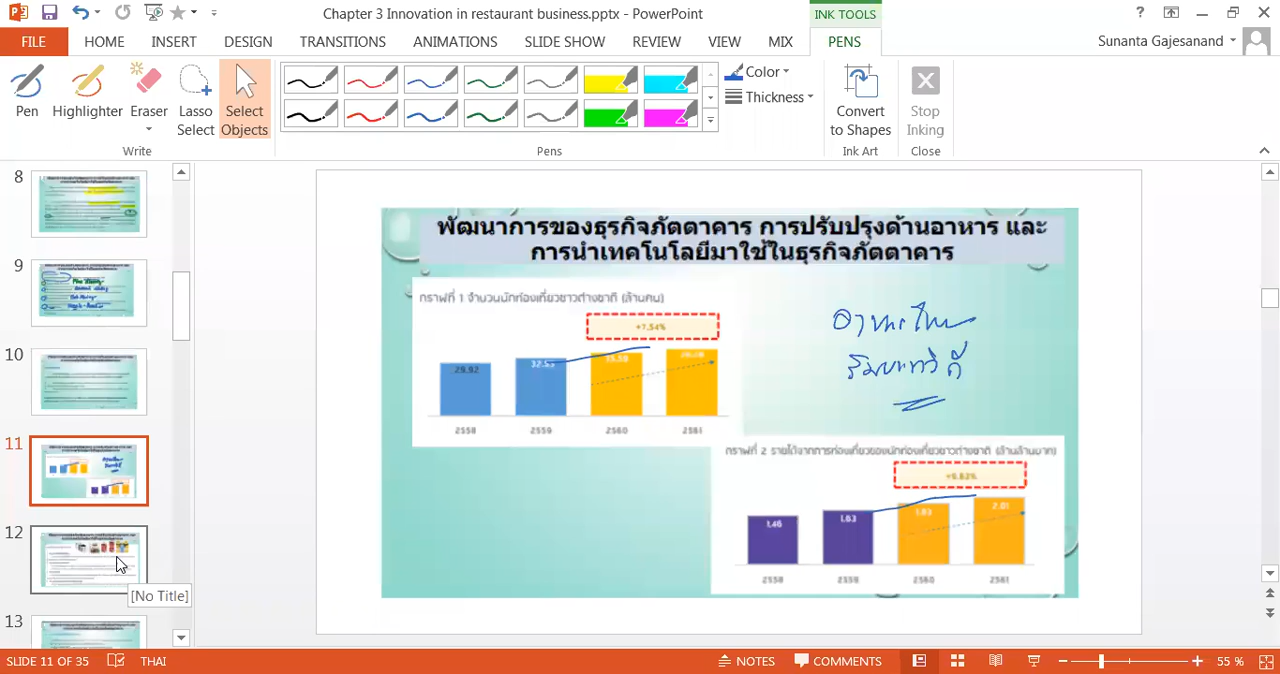 Chapter 3 Innovation in restaurant business.pptx - PowerPoint
INK TOOLS
FILE
HOME
INSERT
DESIGN
TRANSITIONS
ANIMATIONS
SLIDE SHOW
REVIEW
VIEW
MIX
PENS
Sunanta Gajesanand
Pen
Highlighter
Eraser
Lasso Select
Select Objects
Color
Thickness
Convert to Shapes
Stop Inking
Write
Pens
Ink Art
Close
8
9
10
11
12
[No Title]
13
พัฒนาการของธุรกิจภัตตาคาร การปรับปรุงด้านอาหาร และ
การนำเทคโนโลยีมาใช้ในธุรกิจภัตตาคาร
กราฟที่ 1 จำนวนนักท่องเที่ยวชาวต่างชาติ (ล้านคน)
+7.54%
29.92
32.53
2558
2559
2560
2561
กราฟที่ 2 รายได้จากการท่องเที่ยวของนักท่องเที่ยวชาวต่างชาติ (ล้านล้านบาท)
1.46
1.63
1.83
2.01
2558
2559
2560
2561
SLIDE 11 OF 35
THAI
NOTES
COMMENTS
55 %